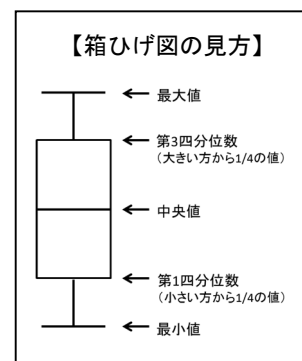 【箱ひげ図の見方】
最大値
第3四分位数
（大きい方から1/4の値）
中央値
第1四分位数
（小さい方から1/4の値）
最小値